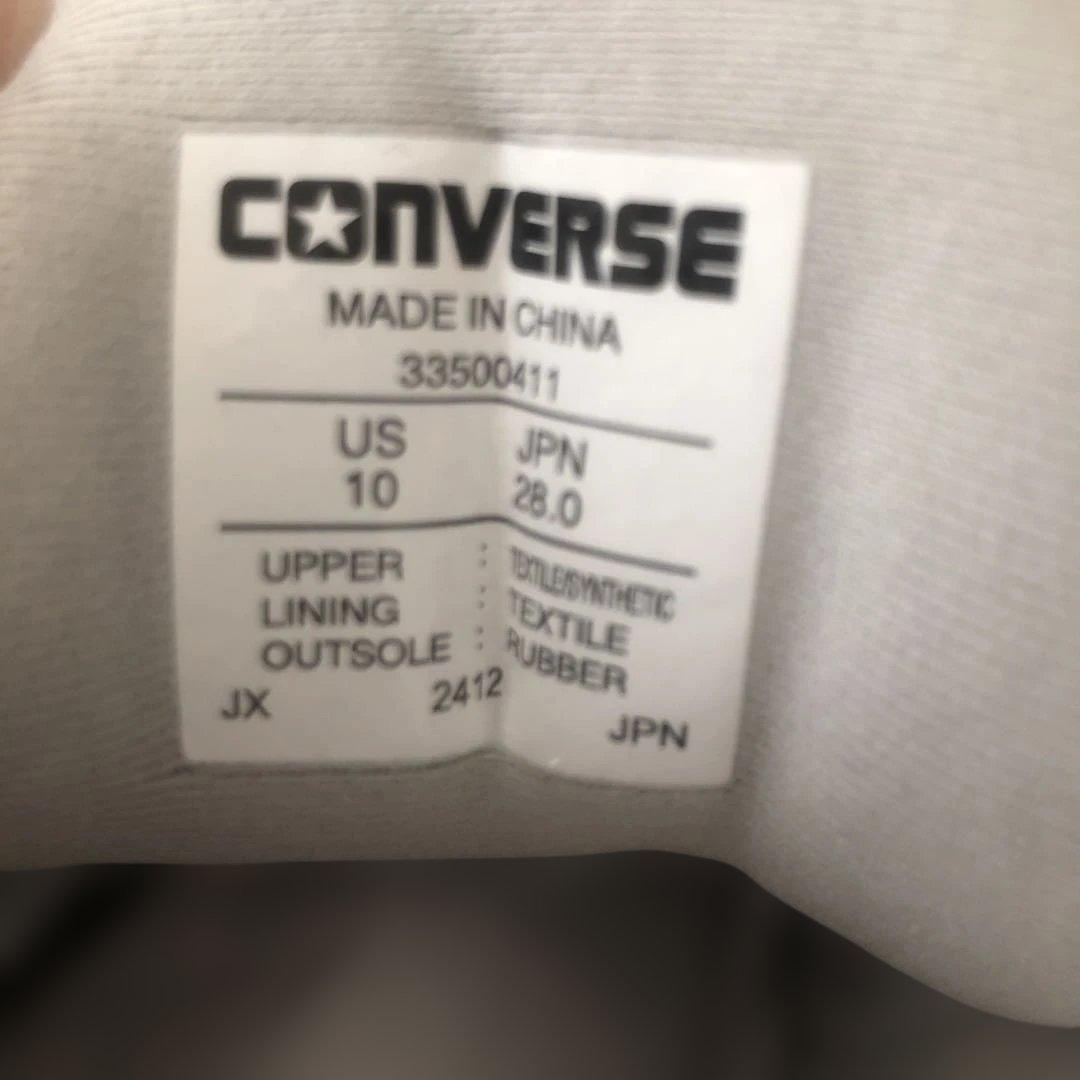 CONVERSE
MADE IN CHINA
33500411
US JPN
10 28.0
UPPER : TEXTILE/SYNTHETIC
LINING : TEXTILE
OUTSOLE : RUBBER
JX 2412 JPN